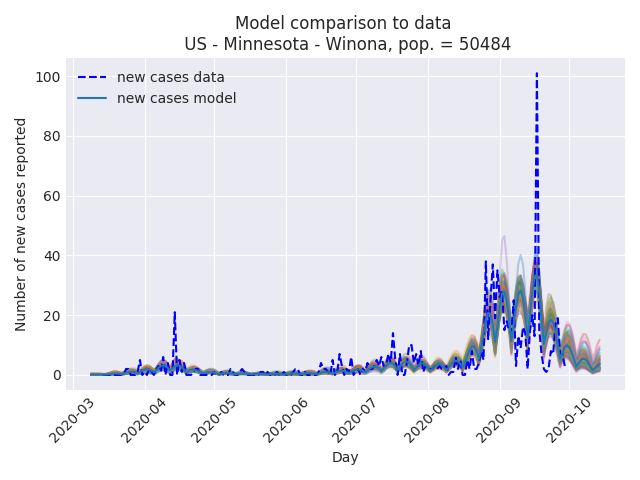 Model comparison to data
US - Minnesota - Winona, pop. = 50484
new cases data
new cases model
Number of new cases reported
100
80
60
40
20
0
2020-03
2020-04
2020-05
2020-06
2020-07
2020-08
2020-09
2020-10
Day